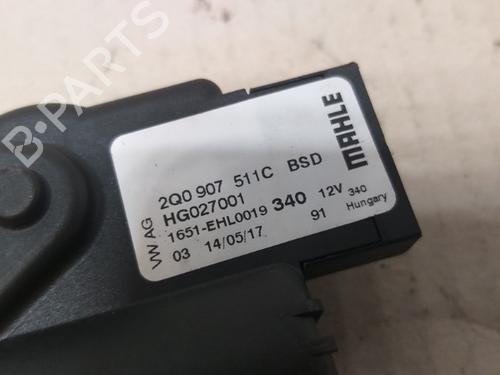 2Q0 907 511C BSD
HG027001
1651-EHL0019 340 12V 340
03 14/05/17 91 Hungary
VW AG
MAHLE
B-PARTS